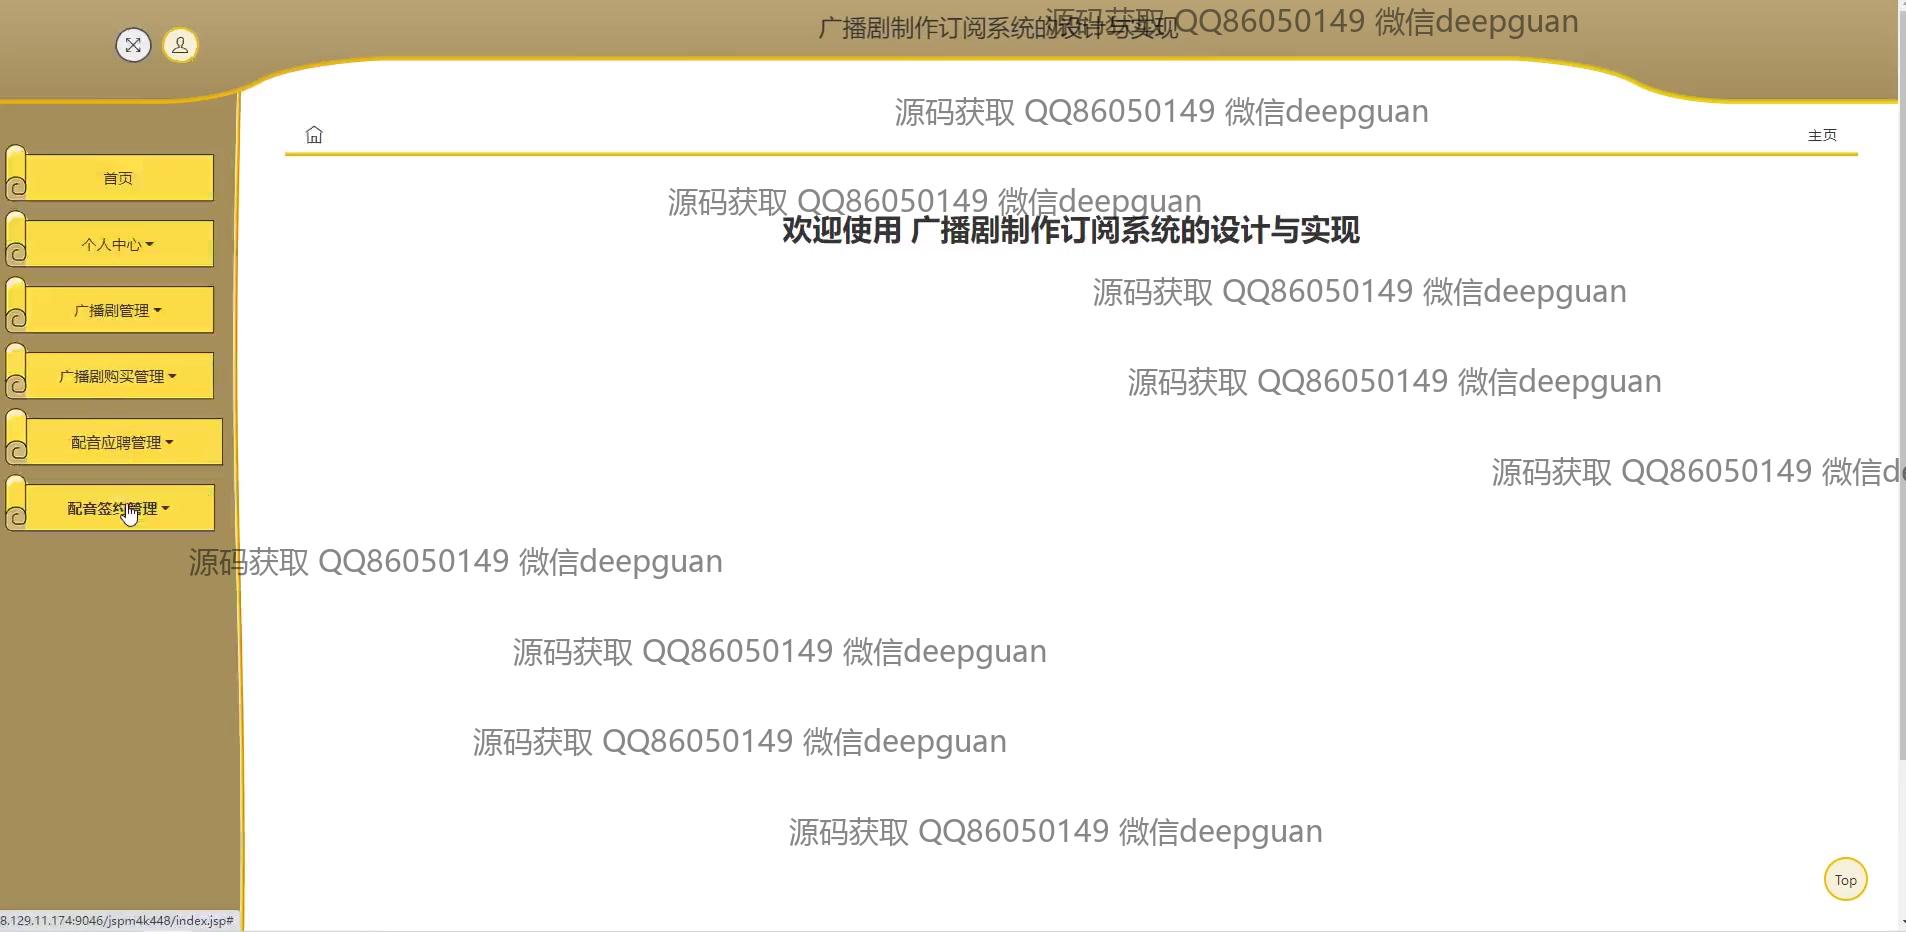 广播剧制作订阅系统的设计与实现
源码获取 QQ86050149 微信deepguan
源码获取 QQ86050149 微信deepguan
主页
首页
源码获取 QQ86050149 微信deepguan
欢迎使用 广播剧制作订阅系统的设计与实现
个人中心
源码获取 QQ86050149 微信deepguan
广播剧管理
广播剧购买管理
源码获取 QQ86050149 微信deepguan
配音应聘管理
源码获取 QQ86050149 微信de
配音签约管理
源码获取 QQ86050149 微信deepguan
源码获取 QQ86050149 微信deepguan
源码获取 QQ86050149 微信deepguan
源码获取 QQ86050149 微信deepguan
Top
8.129.11.174:9046/jspm4k448/index.jsp#